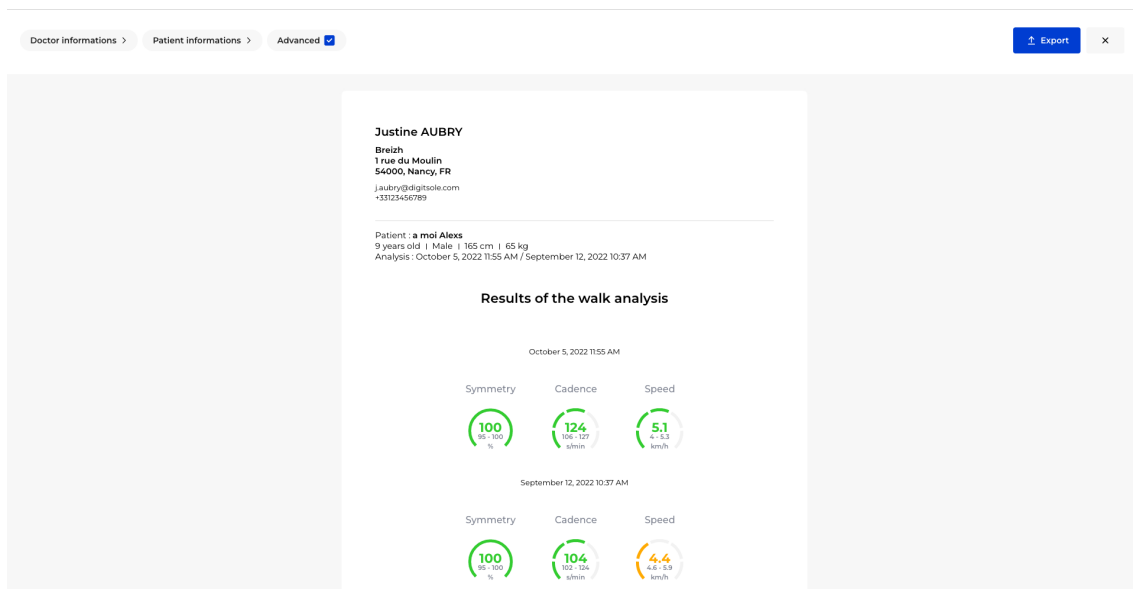 Doctor informations >
Patient informations >
Advanced
Export
×
Justine AUBRY
Breizh
1 rue du Moulin
54000, Nancy, FR
j.aubry@digitsole.com
+33123456789
Patient : a moi Alexs
9 years old | Male | 165 cm | 65 kg
Analysis : October 5, 2022 11:55 AM / September 12, 2022 10:37 AM
Results of the walk analysis
October 5, 2022 11:55 AM
Symmetry Cadence Speed
100 124 5.1
95 - 100 106 - 127 4 - 5.3
% s/min km/h
September 12, 2022 10:37 AM
Symmetry Cadence Speed
100 104 4.4
95 - 100 102 - 124 4.6 - 5.9
% s/min km/h